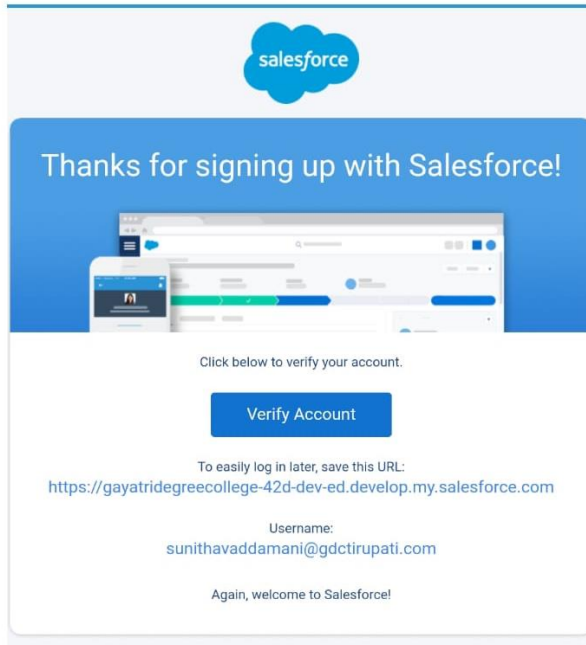 salesforce
Thanks for signing up with Salesforce!
Click below to verify your account.
Verify Account
To easily log in later, save this URL:
https://gayatridegreecollege-42d-dev-ed.develop.my.salesforce.com
Username:
sunithavaddamani@gdctirupati.com
Again, welcome to Salesforce!